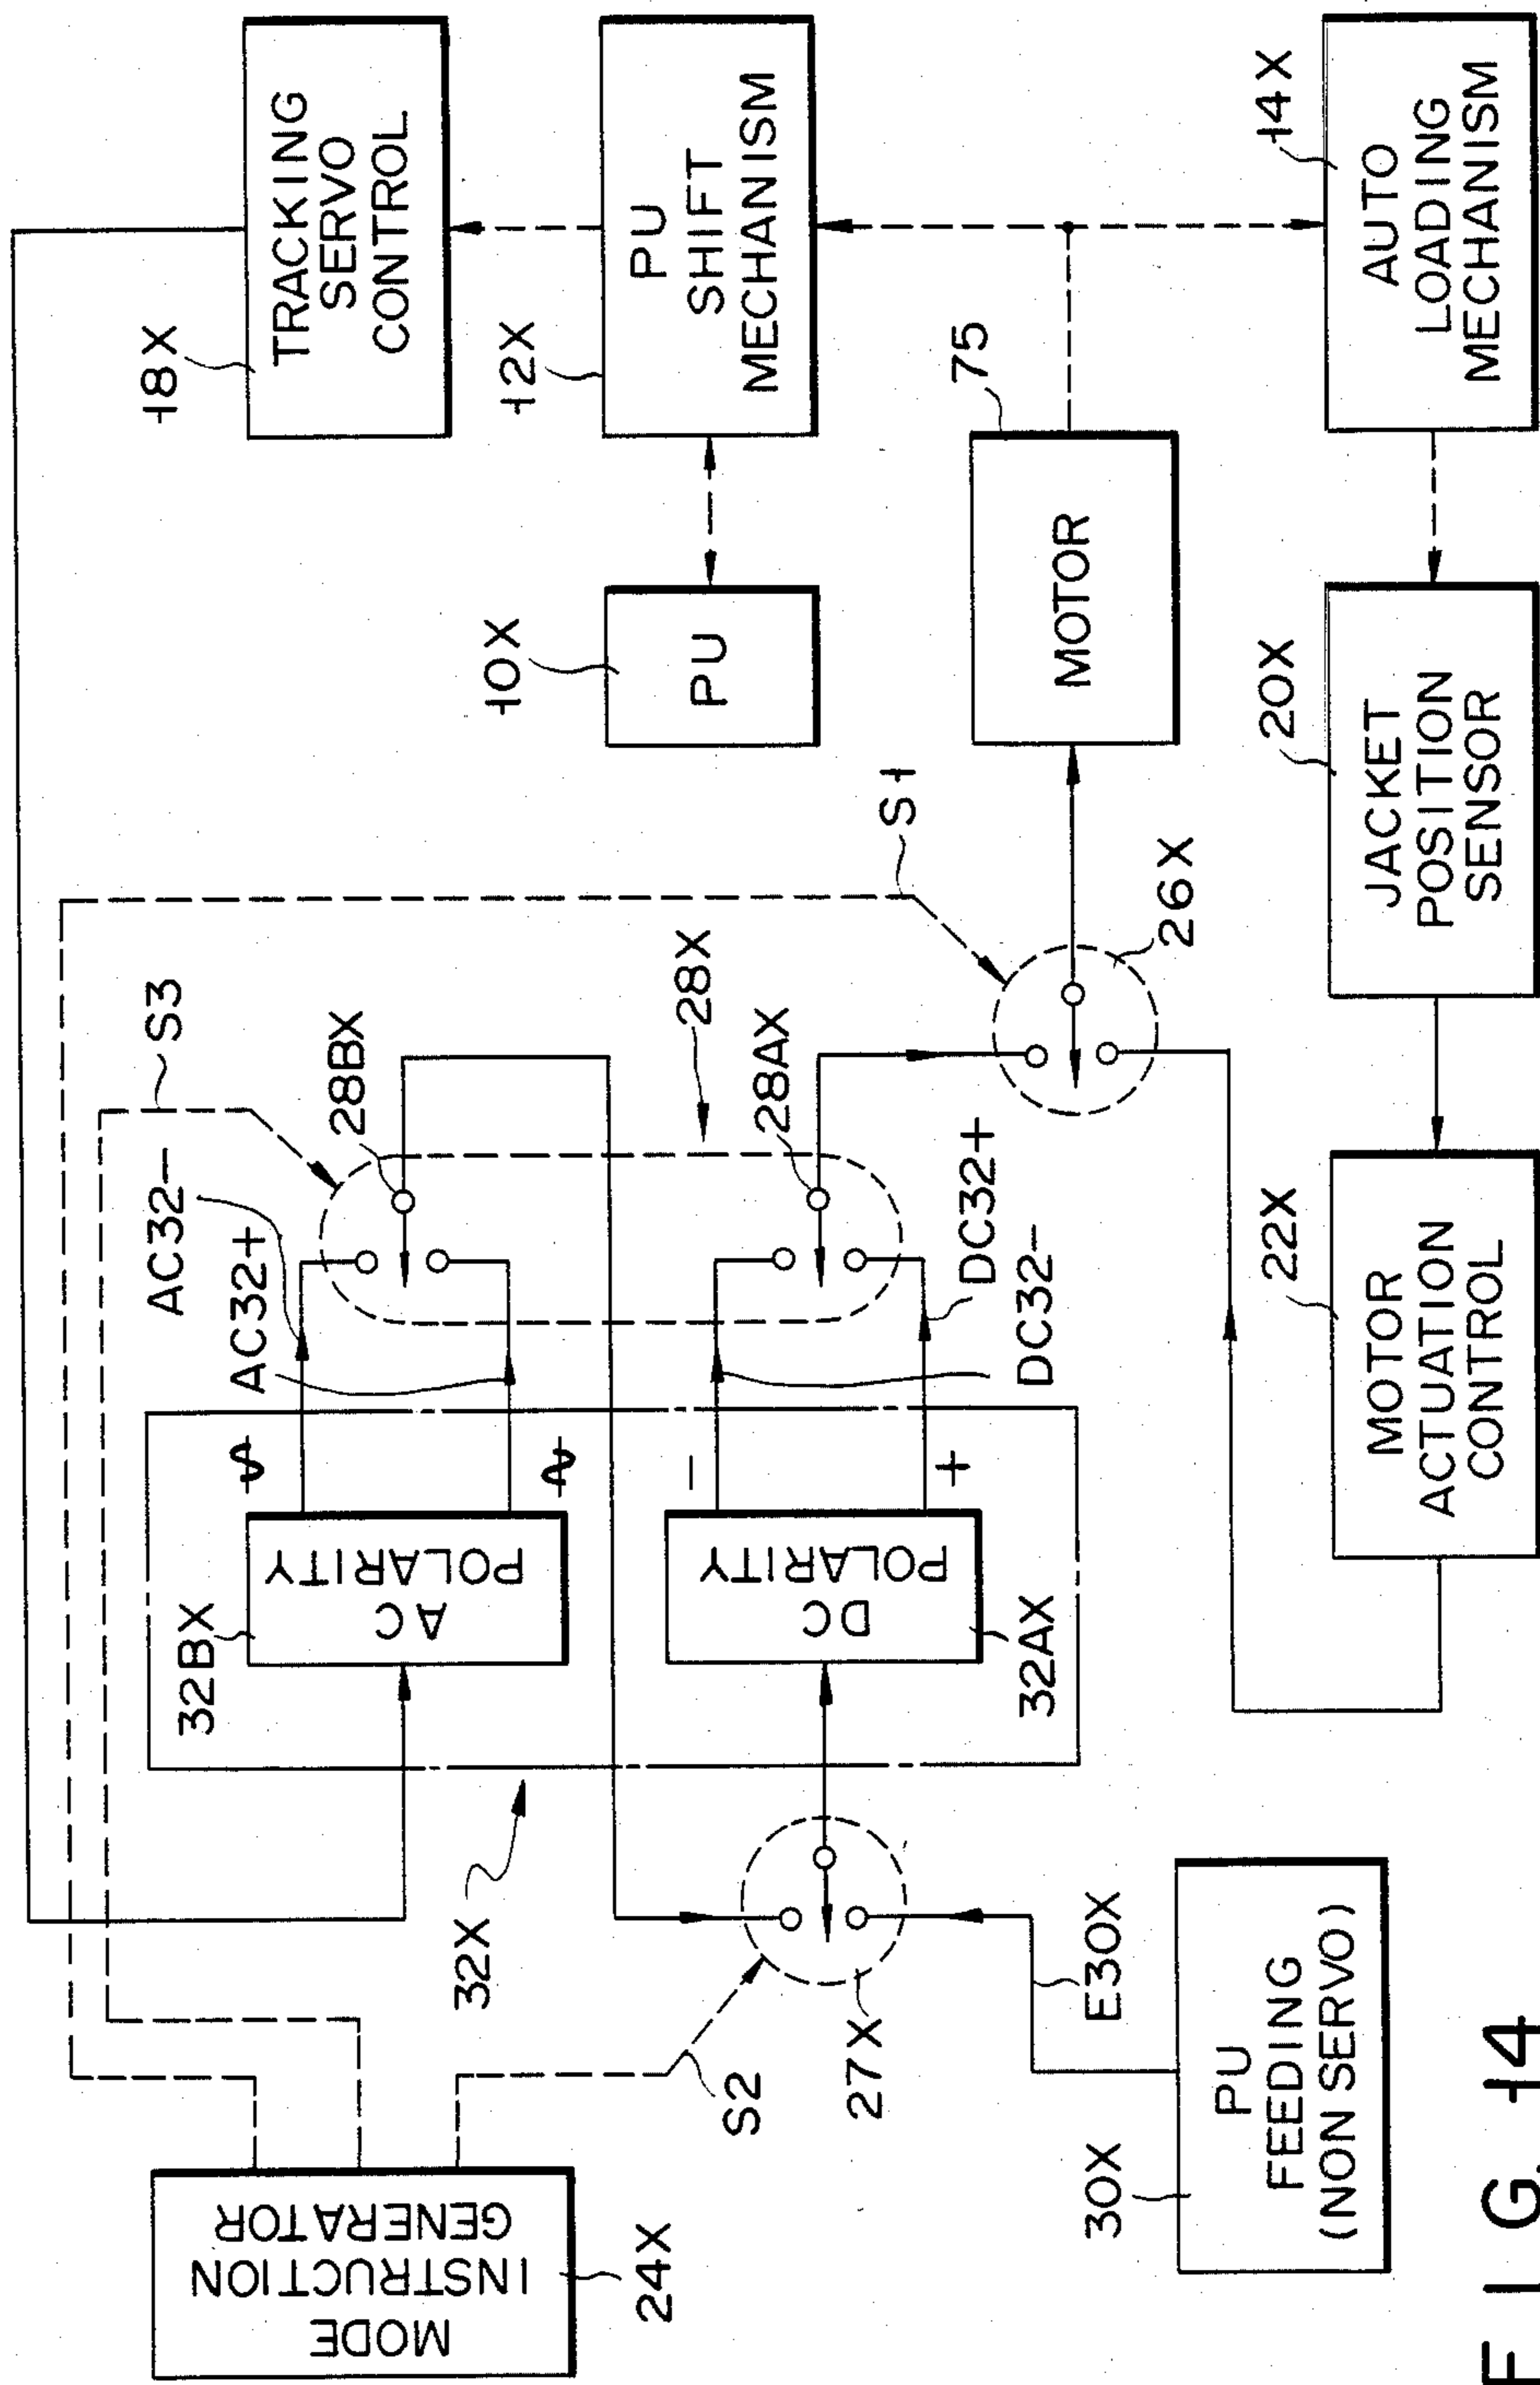 TRACKING
SERVO
CONTROL
18X
PU
SHIFT
MECHANISM
12X
PU
10X
AUTO
LOADING
MECHANISM
14X
MOTOR
75
JACKET
POSITION
SENSOR
20X
MOTOR
ACTUATION
CONTROL
22X
S1
26X
S3
28BX
28X
28AX
AC32−
AC32+
DC32+
DC32−
AC
POLARITY
32BX
DC
POLARITY
−
+
32AX
32X
S2
27X
E30X
MODE
INSTRUCTION
GENERATOR
24X
PU
FEEDING
(NON SERVO)
30X
FIG. 14